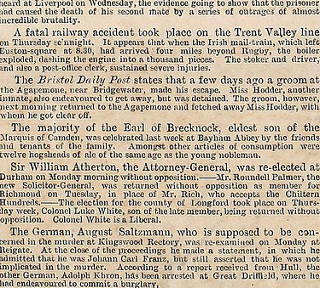 heard at Liverpool on Wednesday, the evidence going to show that the prisoner
had caused the death of his second mate by a series of outrages of almost
incredible brutality.
A fatal railway accident took place on the Trent Valley line
on Thursday se'nnight. It appears that when the Irish mail-train, which left
Euston-square at 8.30, had arrived four miles beyond Rugby, the boiler
exploded, dashing the engine into a thousand pieces. The stoker and driver,
and also a post-office clerk, sustained severe injuries.
The Bristol Daily Post states that a few days ago a groom at
the Agapemone, near Bridgewater, made his escape. Miss Hodder, another
inmate, also endeavoured to get away, but was detained. The groom, however,
next morning returned to the Agapemone and fetched away Miss Hodder, with
whom he got clear off.
The majority of the Earl of Brecknock, eldest son of the
Marquis of Camden, was celebrated last week at Bayham Abbey by the friends
and tenants of the family. Amongst other articles of consumption were
twelve hogsheads of ale of the same age as the young nobleman.
Sir William Atherton, the Attorney-General, was re-elected at
Durham on Monday morning without opposition.—Mr. Roundell Palmer, the
new Solicitor-General, was returned without opposition as member for
Richmond on Tuesday, in place of Mr. Rich, who accepts the Chiltern
Hundreds.—The election for the county of Longford took place on Thurs-
day week, Colonel Luke White, son of the late member, being returned without
opposition. Colonel White is a Liberal.
The German, August Saltzmann, who is supposed to be con-
cerned in the murder at Kingswood Rectory, was re-examined on Monday at
Reigate. At the close of the proceedings he made a statement, in which he
admitted that he was Johann Carl Franz, but still asserted that he was not
implicated in the murder. According to a report received from Hull, the
other German, Adolph Khron, has been arrested at Great Driffield, where he
had endeavoured to commit a burglary.